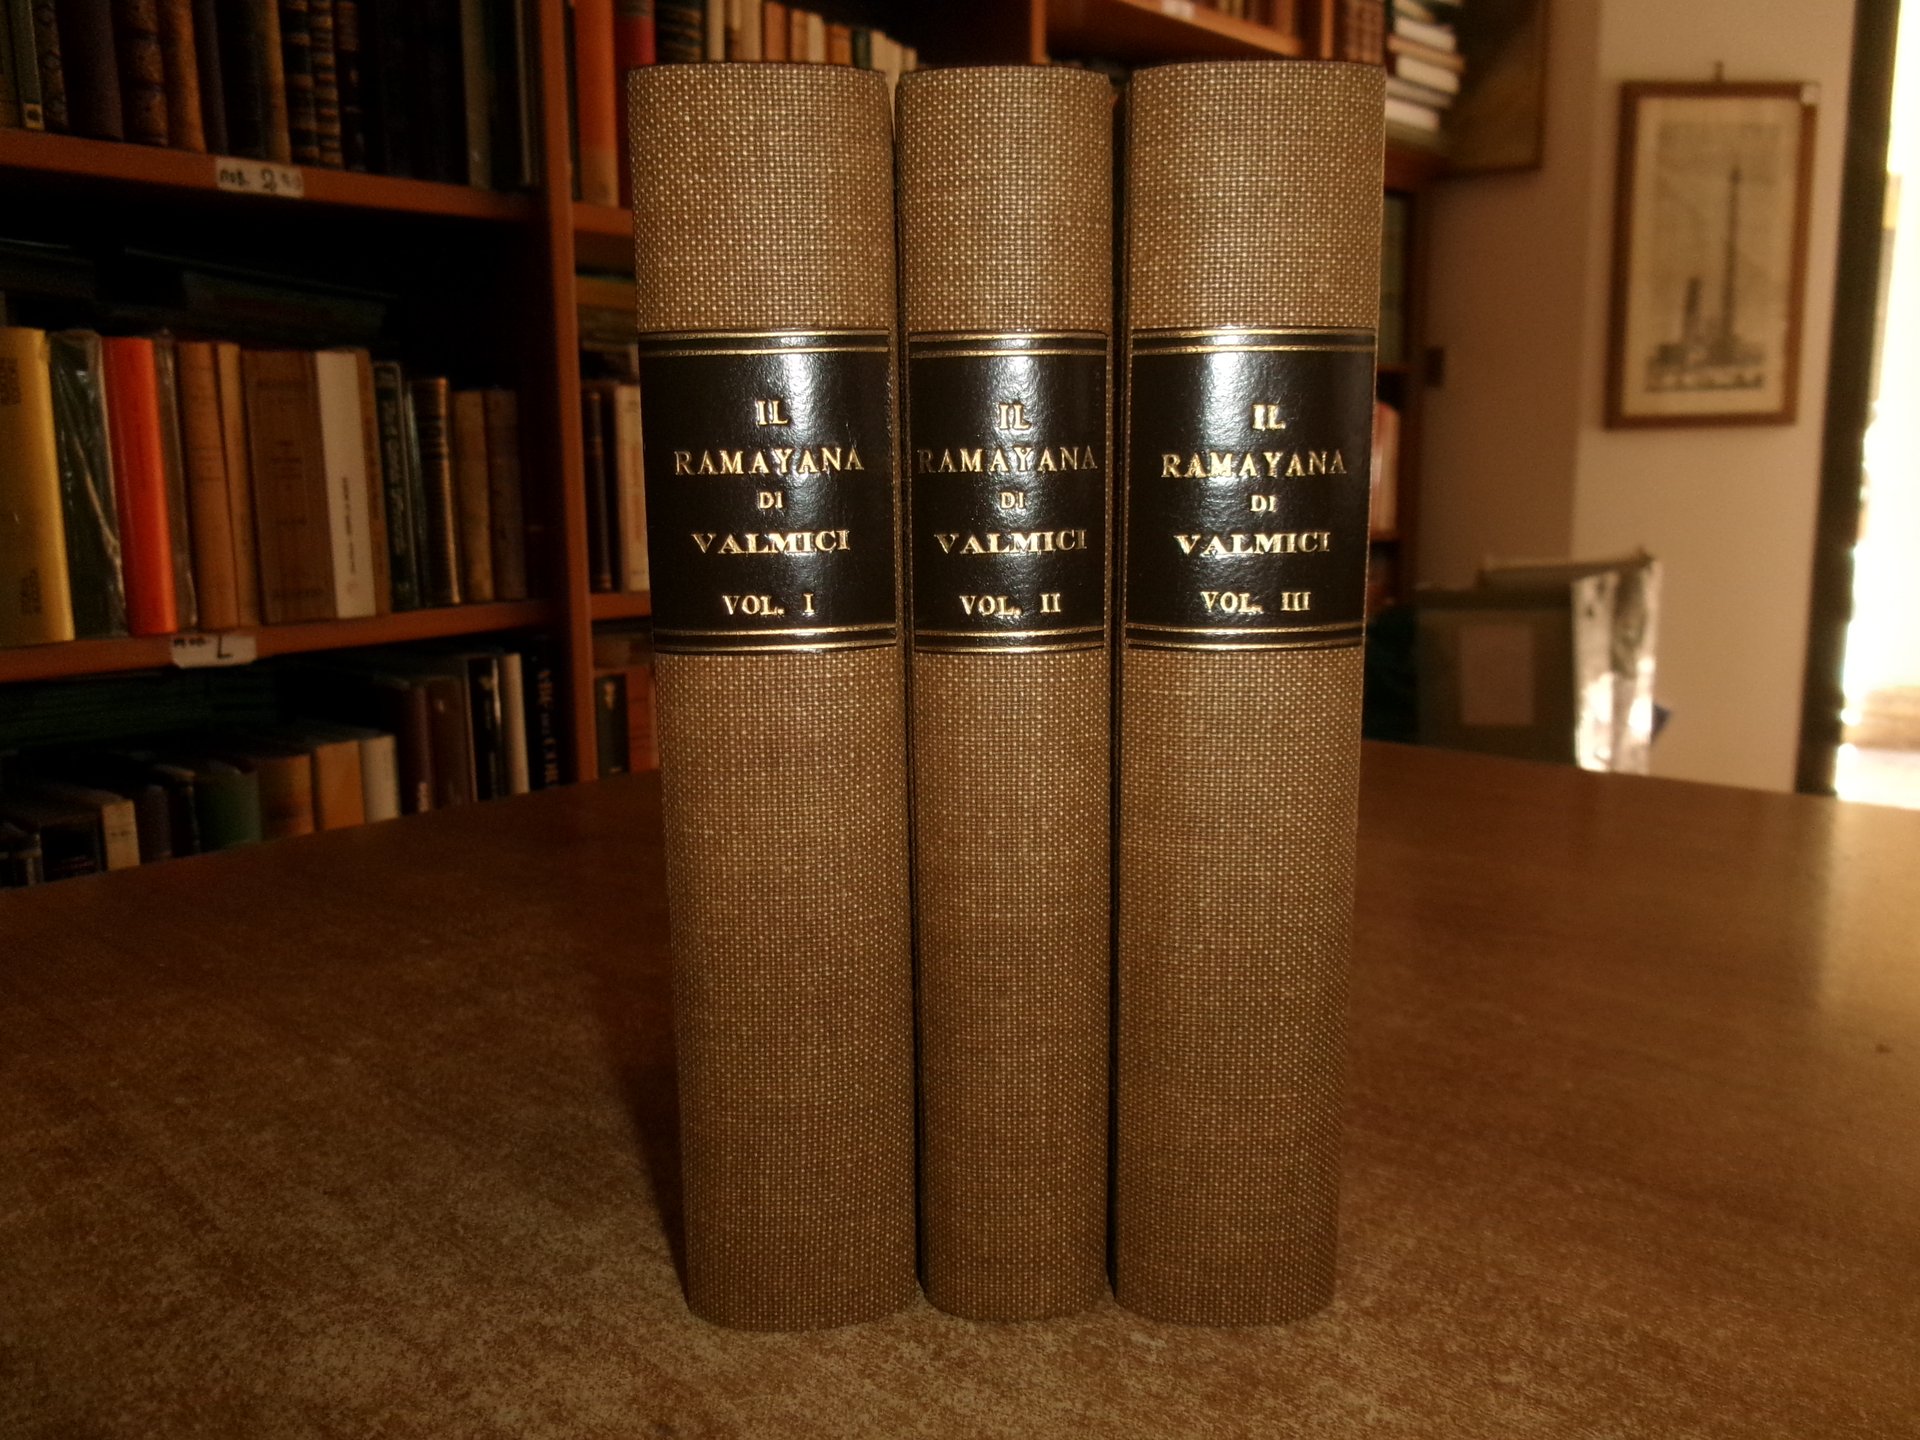 IL
RAMAYANA
DI
VALMICI
VOL. I
IL
RAMAYANA
DI
VALMICI
VOL. II
IL
RAMAYANA
DI
VALMICI
VOL. III